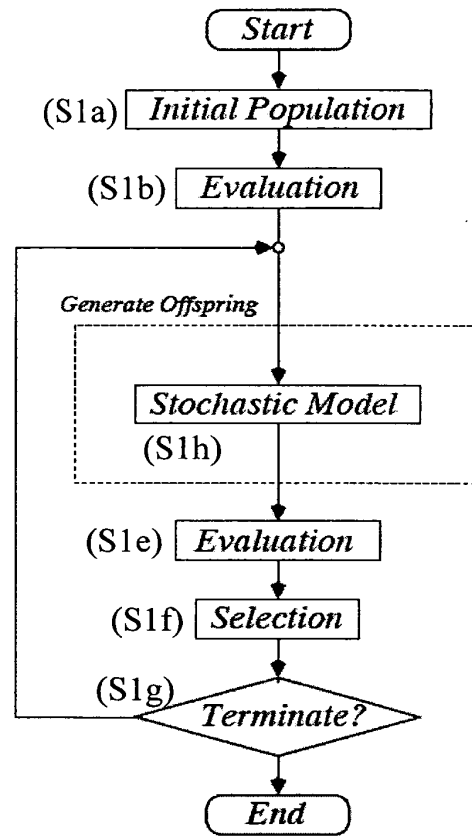 Start
(S1a) Initial Population
(S1b) Evaluation
Generate Offspring
Stochastic Model
(S1h)
(S1e) Evaluation
(S1f) Selection
(S1g)
Terminate?
End